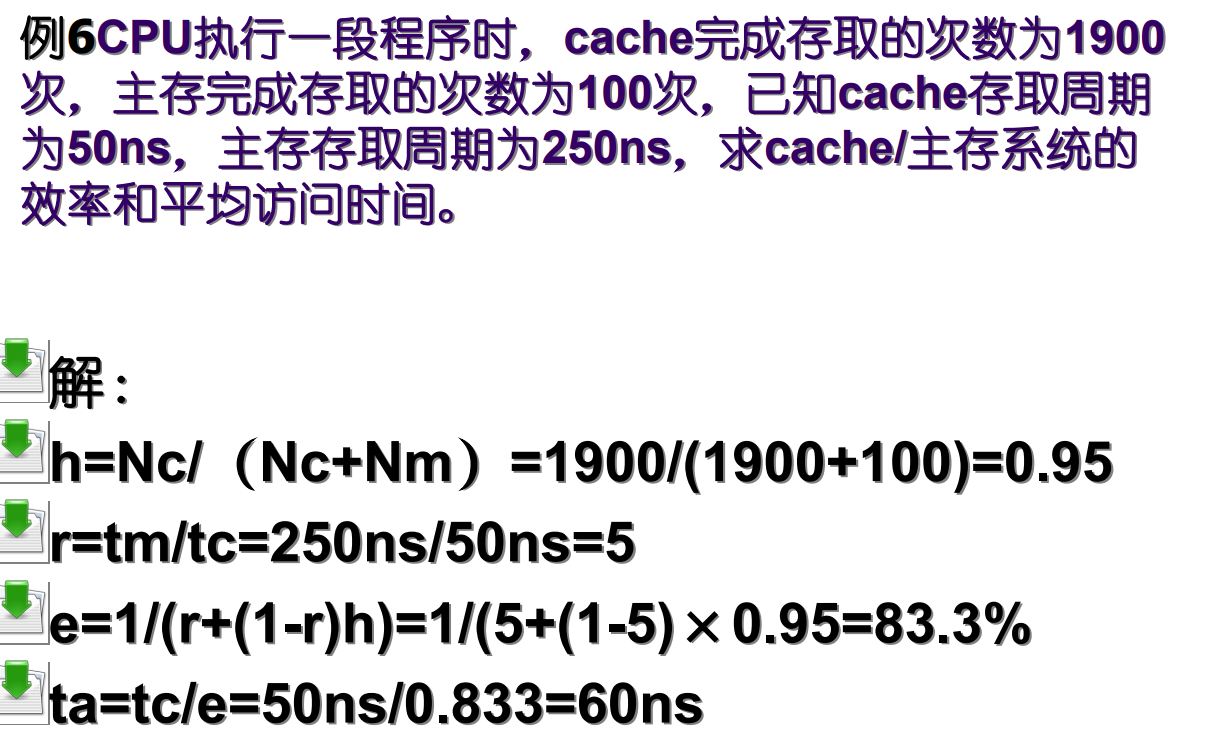 例6CPU执行一段程序时，cache完成存取的次数为1900
次，主存完成存取的次数为100次，已知cache存取周期
为50ns，主存存取周期为250ns，求cache/主存系统的
效率和平均访问时间。
解：
h=Nc/（Nc+Nm）=1900/(1900+100)=0.95
r=tm/tc=250ns/50ns=5
e=1/(r+(1-r)h)=1/(5+(1-5)×0.95=83.3%
ta=tc/e=50ns/0.833=60ns